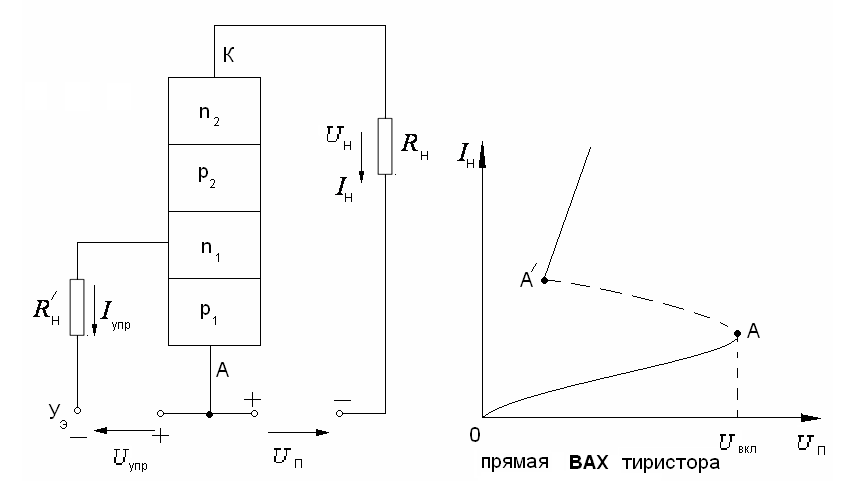 К
n2
p2
n1
p1
А
Uн
Iн
Rн
R′н
Iупр
Уэ
− +
+ −
Uупр
Uп
Iн
А′
А
0
Uвкл
Uп
прямая ВАХ тиристора